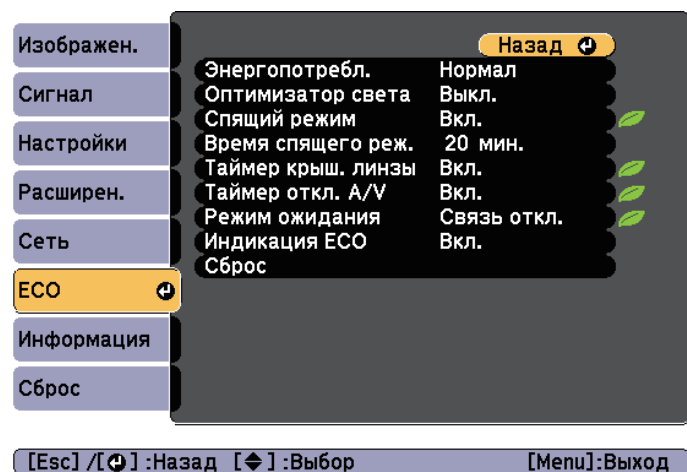 Изображен.
Сигнал
Настройки
Расширен.
Сеть
ECO
Информация
Сброс
Назад
Энергопотребл. Нормал
Оптимизатор света Выкл.
Спящий режим Вкл.
Время спящего реж. 20 мин.
Таймер крыш. линзы Вкл.
Таймер откл. A/V Вкл.
Режим ожидания Связь откл.
Индикация ECO Вкл.
Сброс
[Esc] /[⏎] :Назад [◆] :Выбор [Menu]:Выход